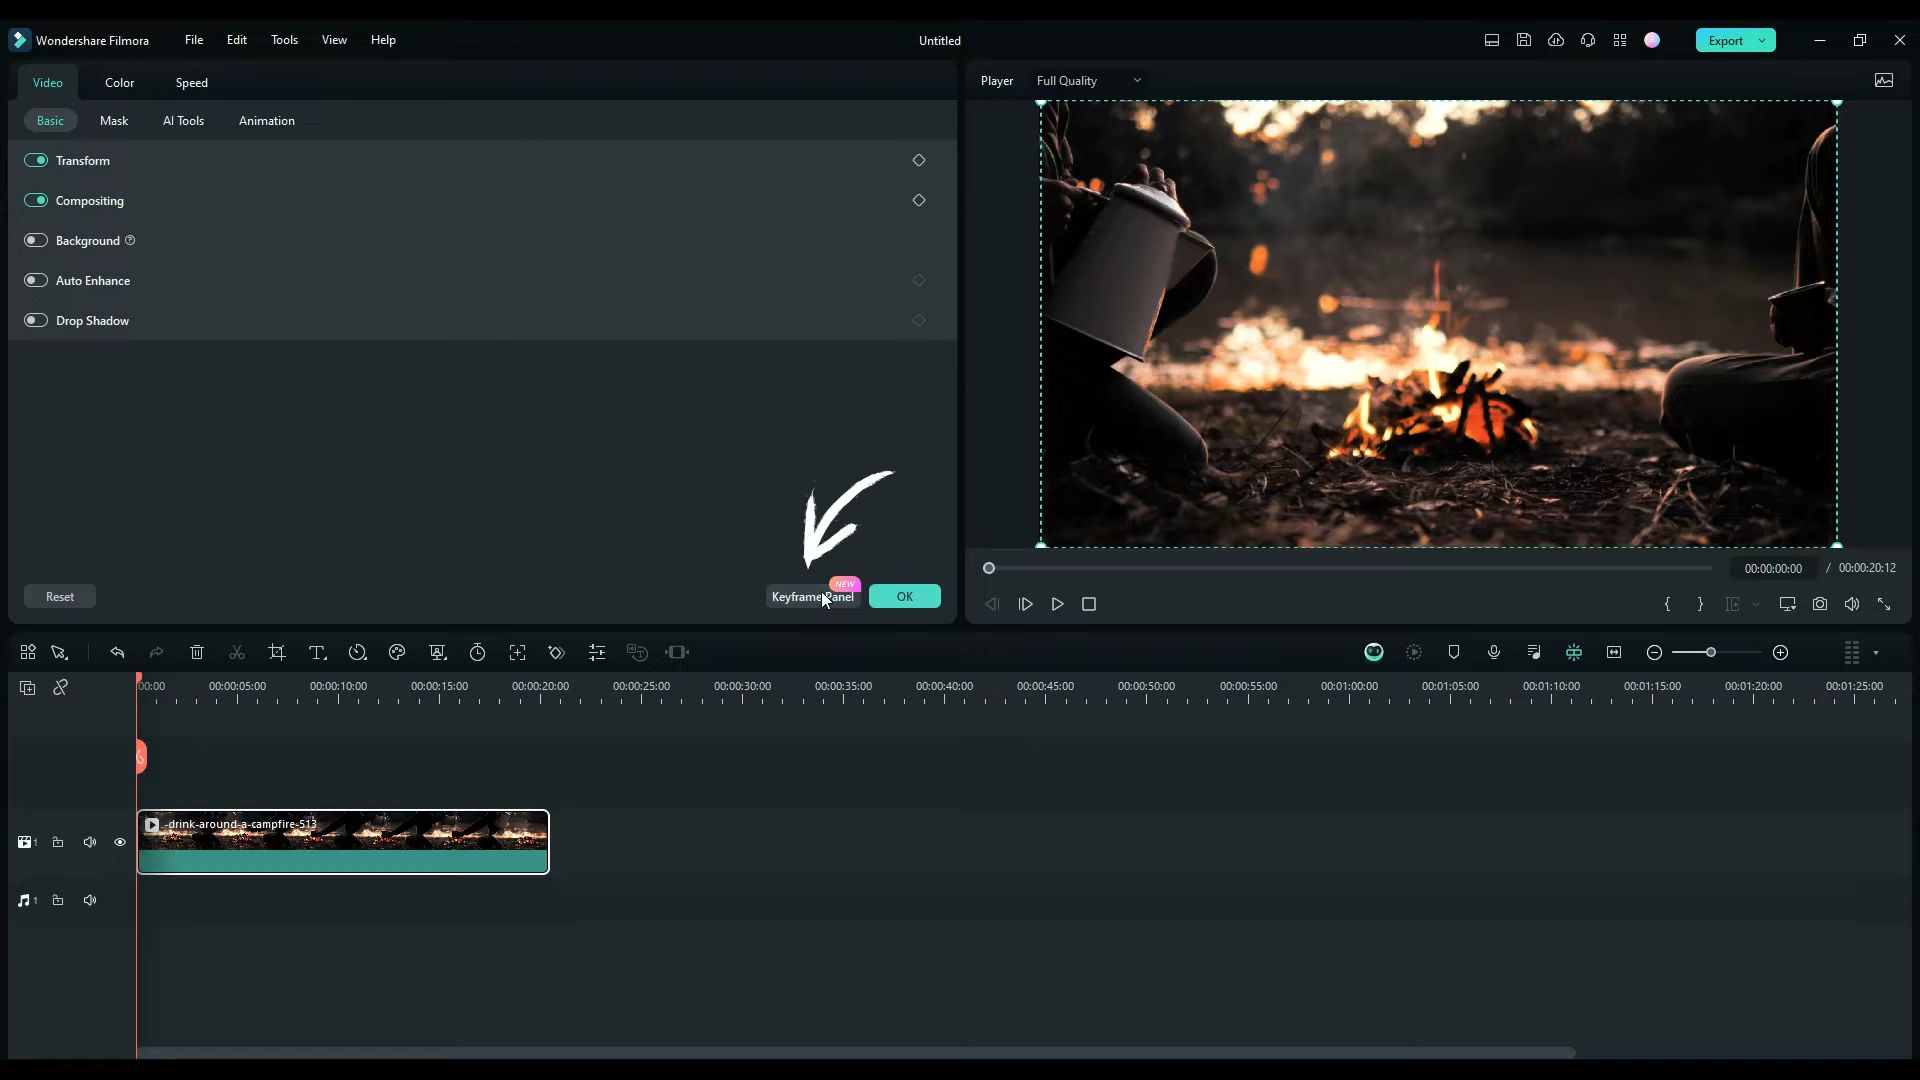 Wondershare Filmora
File
Edit
Tools
View
Help
Untitled
Export
Video
Color
Speed
Player
Full Quality
Basic
Mask
AI Tools
Animation
Transform
Compositing
Background
Auto Enhance
Drop Shadow
Reset
NEW
Keyframe Panel
OK
00:00:00:00
/ 00:00:20:12
00:00
00:00:05:00
00:00:10:00
00:00:15:00
00:00:20:00
00:00:25:00
00:00:30:00
00:00:35:00
00:00:40:00
00:00:45:00
00:00:50:00
00:00:55:00
00:01:00:00
00:01:05:00
00:01:10:00
00:01:15:00
00:01:20:00
00:01:25:00
-drink-around-a-campfire-513
1
1